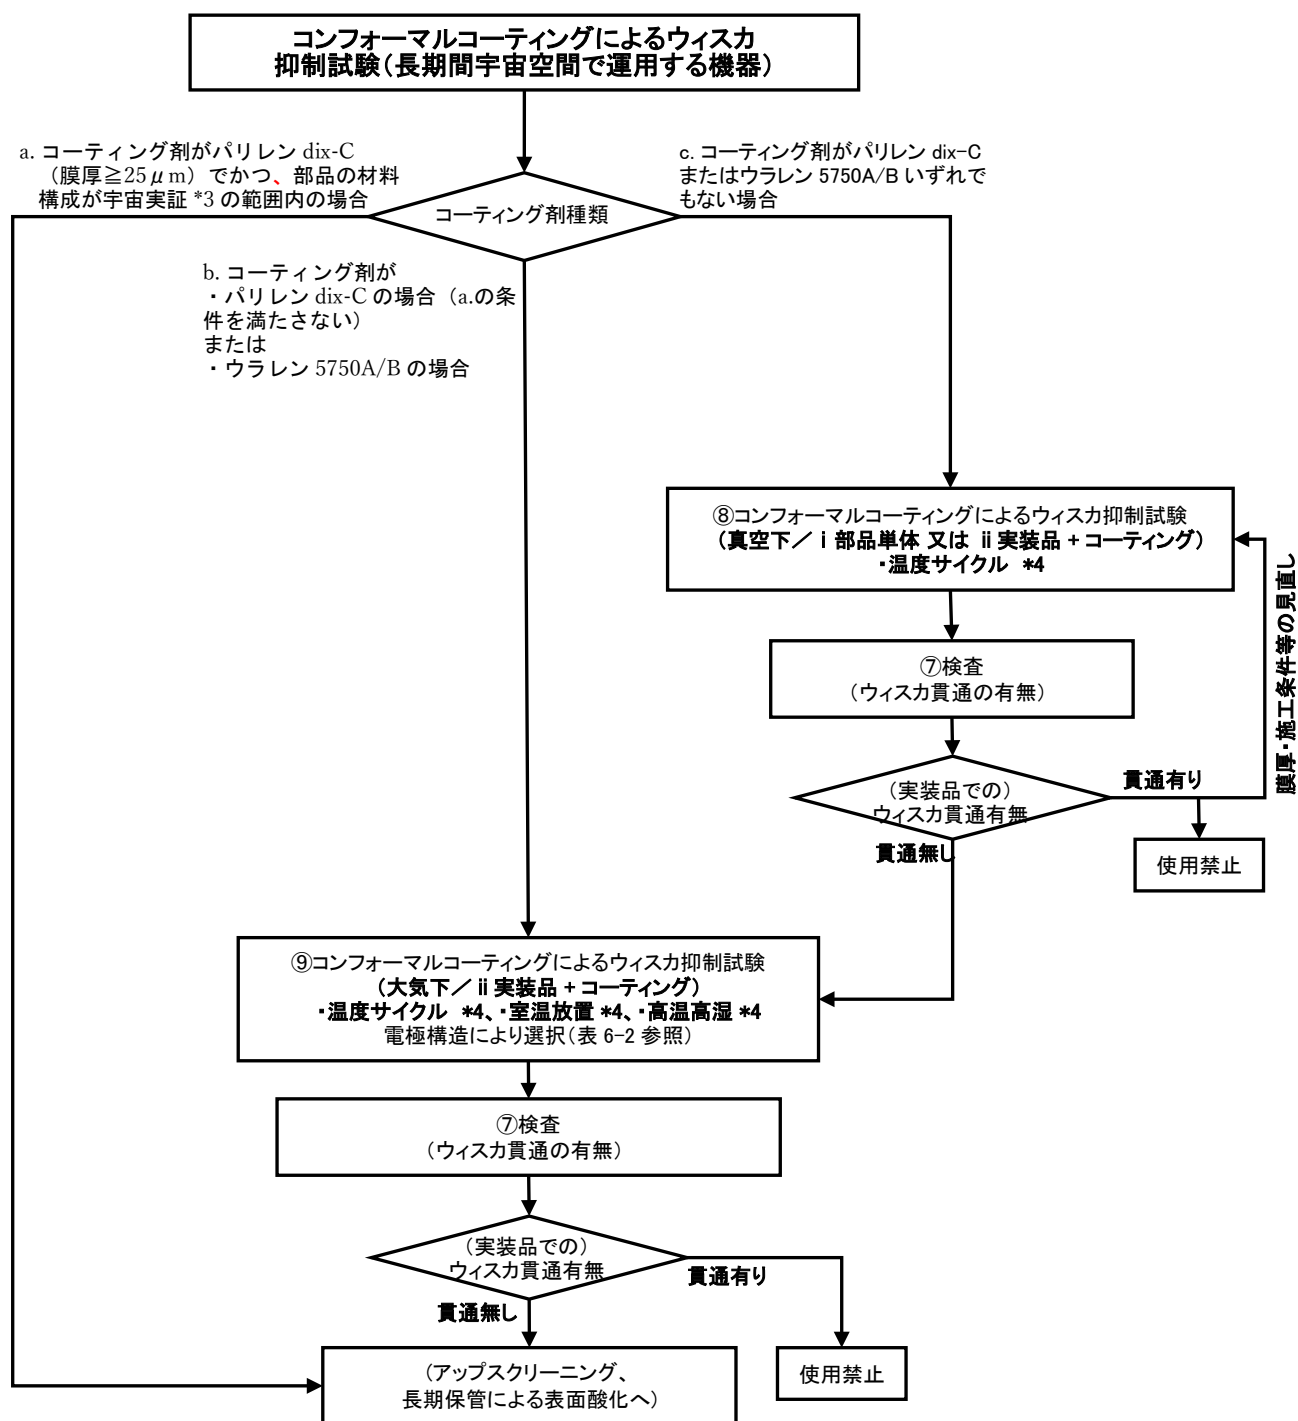 コンフォーマルコーティングによるウィスカ
抑制試験(長期間宇宙空間で運用する機器)
a. コーティング剤がパリレン dix-C
(膜厚≧25μm)でかつ、部品の材料
構成が宇宙実証 *3 の範囲内の場合
c. コーティング剤がパリレン dix-C
またはウラレン 5750A/B いずれで
もない場合
コーティング剤種類
b. コーティング剤が
・パリレン dix-C の場合(a.の条
件を満たさない)
または
・ウラレン 5750A/B の場合
⑧コンフォーマルコーティングによるウィスカ抑制試験
(真空下/ⅰ部品単体 又は ⅱ実装品 + コーティング)
・温度サイクル *4
膜厚・施工条件等の見直し
⑦検査
(ウィスカ貫通の有無)
(実装品での)
ウィスカ貫通有無
貫通有り
貫通無し
使用禁止
⑨コンフォーマルコーティングによるウィスカ抑制試験
(大気下/ⅱ実装品 + コーティング)
・温度サイクル *4、・室温放置 *4、・高温高湿 *4
電極構造により選択(表 6-2 参照)
⑦検査
(ウィスカ貫通の有無)
(実装品での)
ウィスカ貫通有無
貫通有り
貫通無し
(アップスクリーニング、
長期保管による表面酸化へ)
使用禁止